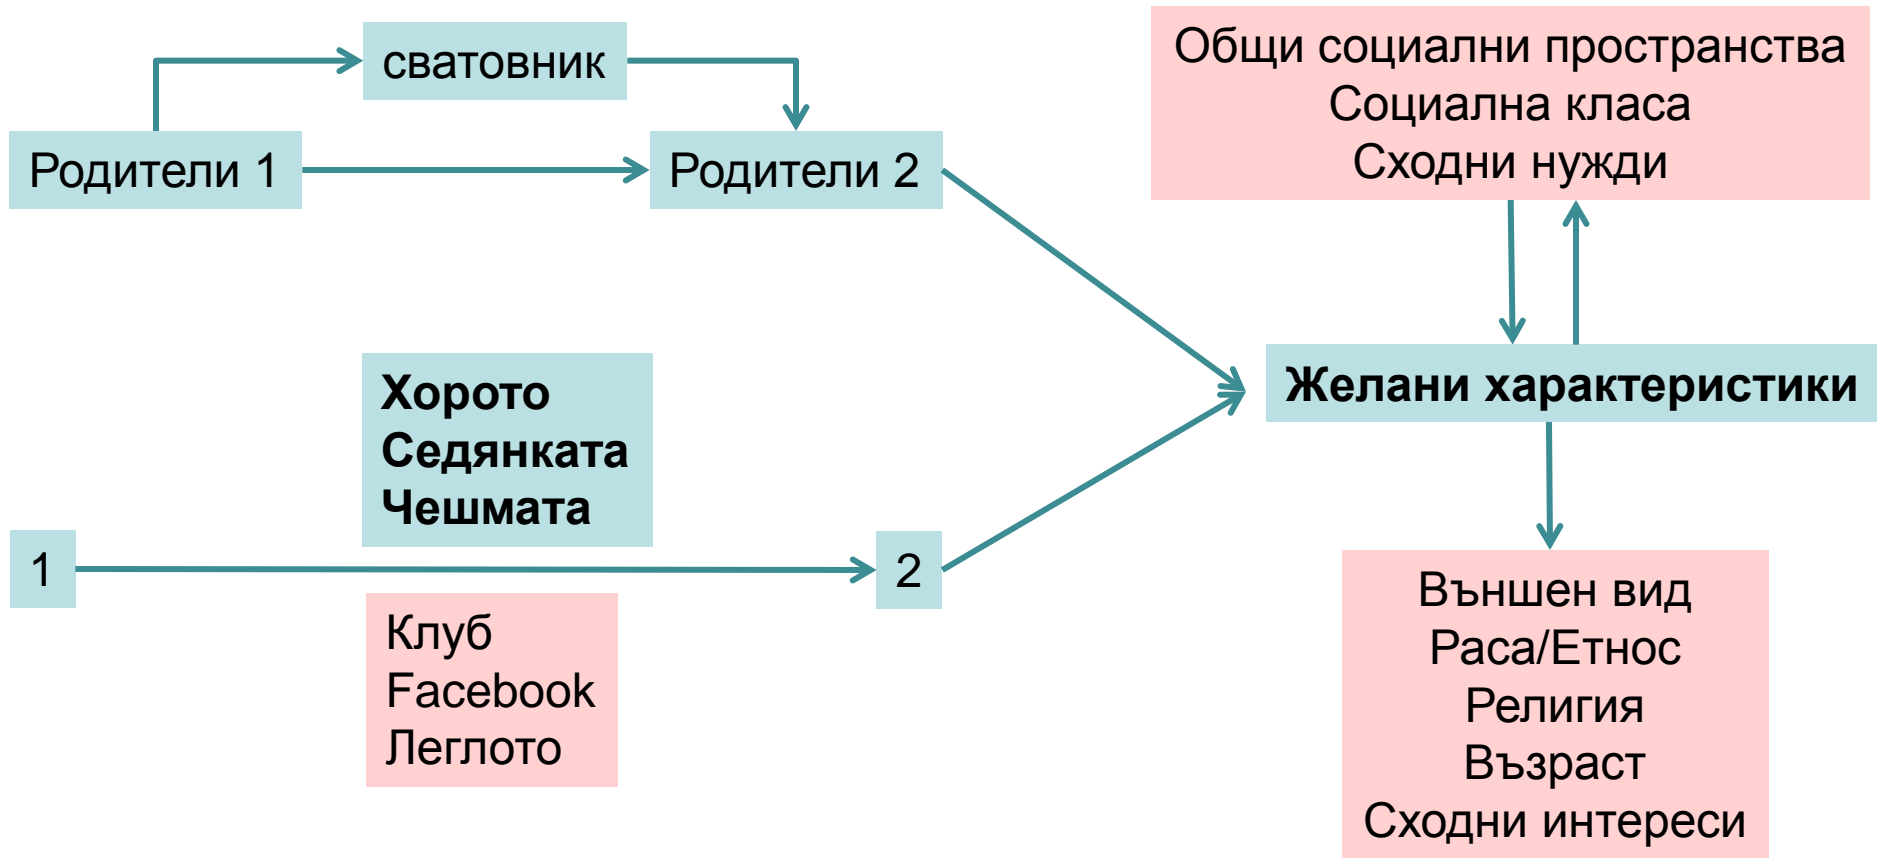 сватовник
Родители 1
Родители 2
Общи социални пространства
Социална класа
Сходни нужди
Хорото
Седянката
Чешмата
Желани характеристики
1
2
Клуб
Facebook
Леглото
Външен вид
Раса/Етнос
Религия
Възраст
Сходни интереси